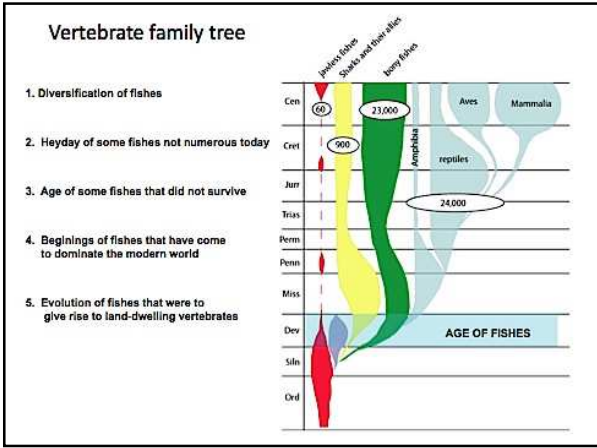 Vertebrate family tree
1. Diversification of fishes
2. Heyday of some fishes not numerous today
3. Age of some fishes that did not survive
4. Beginings of fishes that have come
to dominate the modern world
5. Evolution of fishes that were to
give rise to land-dwelling vertebrates
jawless fishes
Sharks and their allies
bony fishes
Cen
60
23,000
Aves
Mammalia
Cret
900
Amphibia
reptiles
Jurr
24,000
Trias
Perm
Penn
Miss
Dev
AGE OF FISHES
Siln
Ord